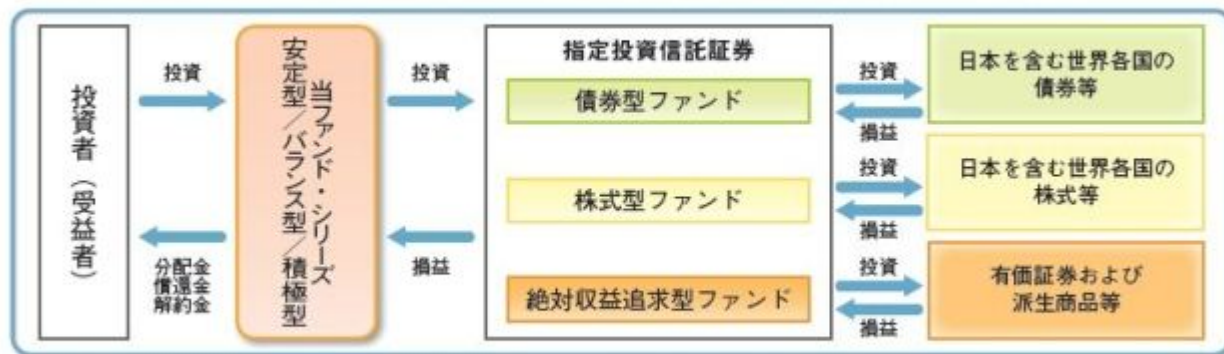 投資者（受益者）
投資
分配金
償還金
解約金
当ファンド・シリーズ
安定型／バランス型／積極型
投資
損益
指定投資信託証券
債券型ファンド
株式型ファンド
絶対収益追求型ファンド
投資
損益
投資
損益
投資
損益
日本を含む世界各国の
債券等
日本を含む世界各国の
株式等
有価証券および
派生商品等